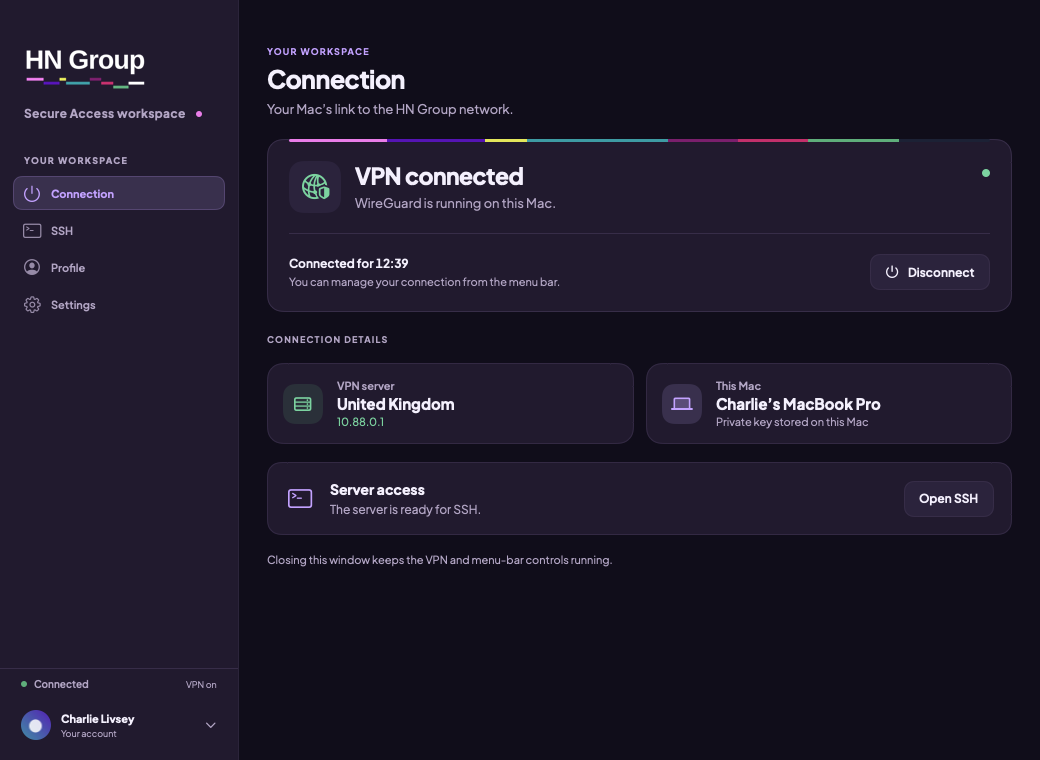 HN Group
Secure Access workspace
YOUR WORKSPACE
Connection
SSH
Profile
Settings
Connected
VPN on
Charlie Livsey
Your account
YOUR WORKSPACE
Connection
Your Mac's link to the HN Group network.
VPN connected
WireGuard is running on this Mac.
Connected for 12:39
You can manage your connection from the menu bar.
Disconnect
CONNECTION DETAILS
VPN server
United Kingdom
10.88.0.1
This Mac
Charlie's MacBook Pro
Private key stored on this Mac
Server access
The server is ready for SSH.
Open SSH
Closing this window keeps the VPN and menu-bar controls running.